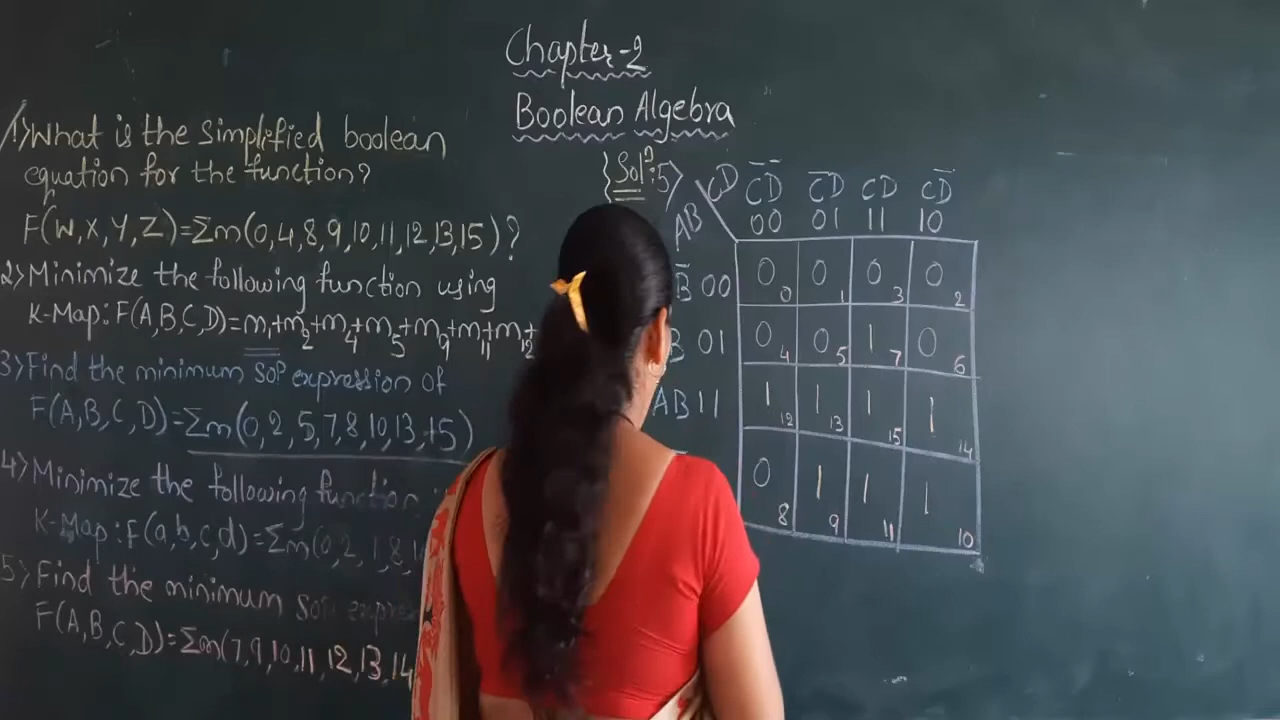 Chapter-2
Boolean Algebra
1) What is the simplified boolean
equation for the function?
F(W,X,Y,Z)=Σm(0,4,8,9,10,11,12,13,15)?
2) Minimize the following function using
K-Map: F(A,B,C,D)=m1+m2+m4+m5+m9+m11+m12
3) Find the minimum SOP expression of
F(A,B,C,D)=Σm(0,2,5,7,8,10,13,15)
4) Minimize the following function
K-Map: F(a,b,c,d)=Σm(0,2,
5) Find the minimum SOP
F(A,B,C,D)=Σm(7,9,10,11,12,13,14
Solⁿ:5)
CD C̅D̅ C̅D CD CD̅
AB 00 01 11 10
B̅ 00 0 0 0 1 0 3 0 2
B 01 0 4 0 5 1 7 0 6
AB 11 1 12 1 13 1 15 1 14
0 8 1 9 1 11 1 10